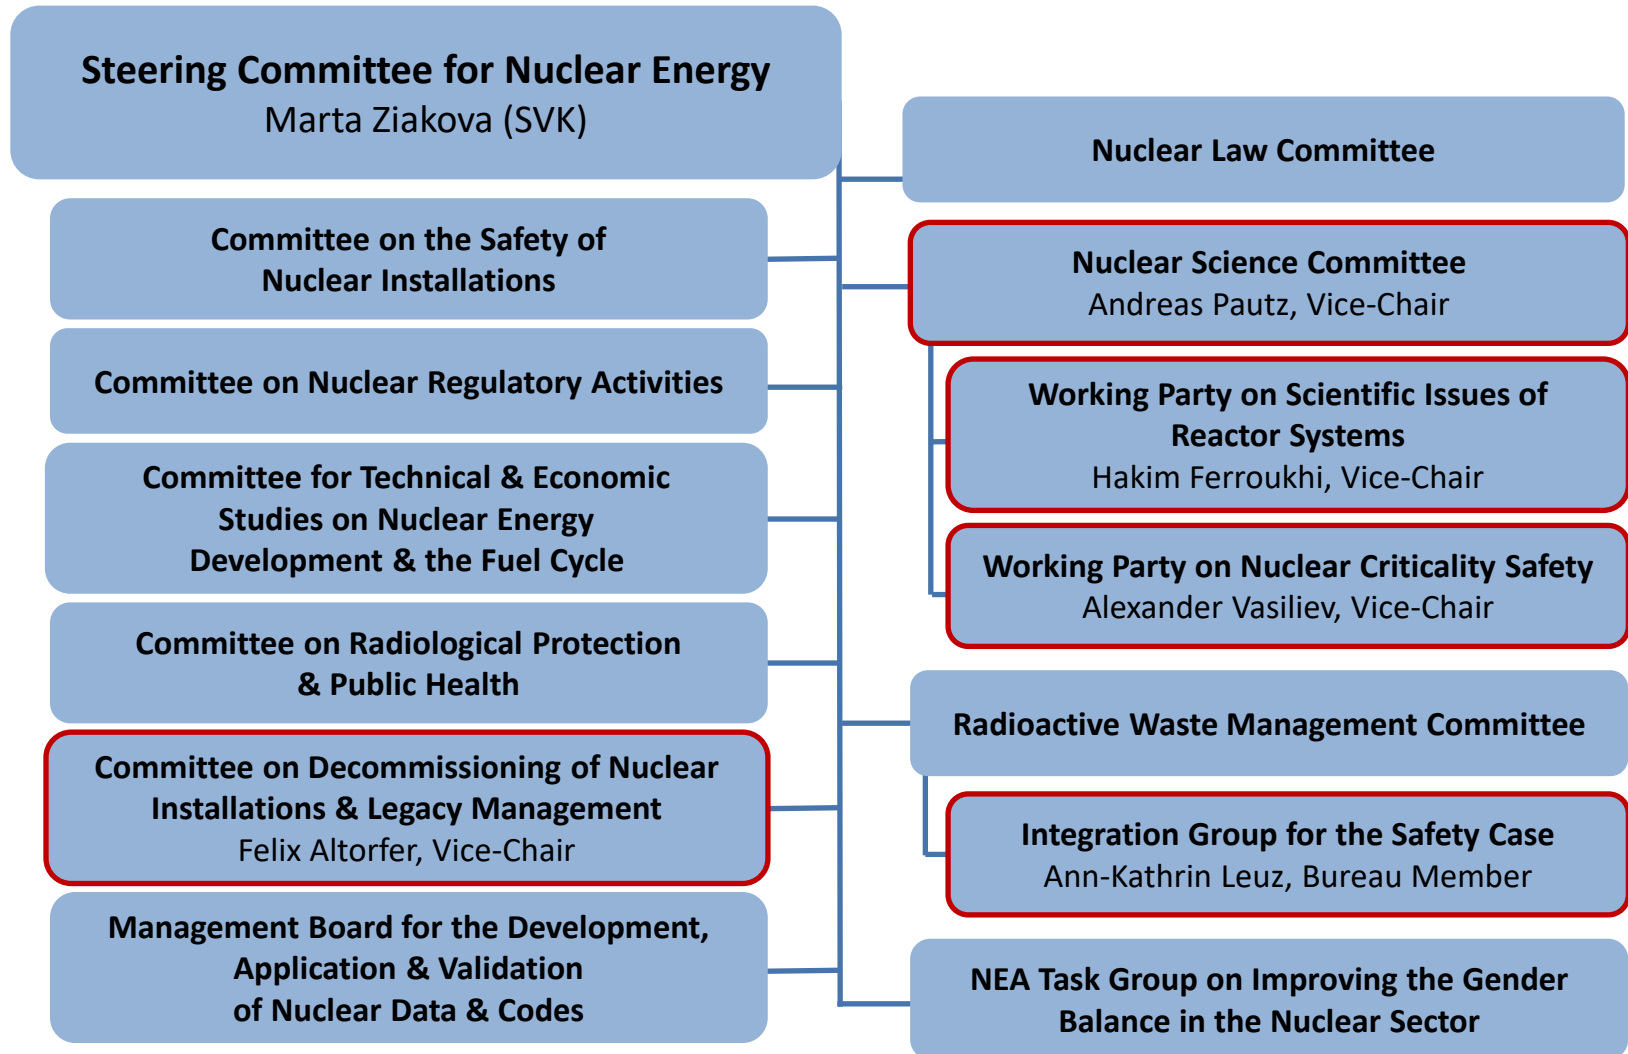 Steering Committee for Nuclear Energy
Marta Ziakova (SVK)
Committee on the Safety of
Nuclear Installations
Committee on Nuclear Regulatory Activities
Committee for Technical & Economic
Studies on Nuclear Energy
Development & the Fuel Cycle
Committee on Radiological Protection
& Public Health
Committee on Decommissioning of Nuclear
Installations & Legacy Management
Felix Altorfer, Vice-Chair
Management Board for the Development,
Application & Validation
of Nuclear Data & Codes
Nuclear Law Committee
Nuclear Science Committee
Andreas Pautz, Vice-Chair
Working Party on Scientific Issues of
Reactor Systems
Hakim Ferroukhi, Vice-Chair
Working Party on Nuclear Criticality Safety
Alexander Vasiliev, Vice-Chair
Radioactive Waste Management Committee
Integration Group for the Safety Case
Ann-Kathrin Leuz, Bureau Member
NEA Task Group on Improving the Gender
Balance in the Nuclear Sector